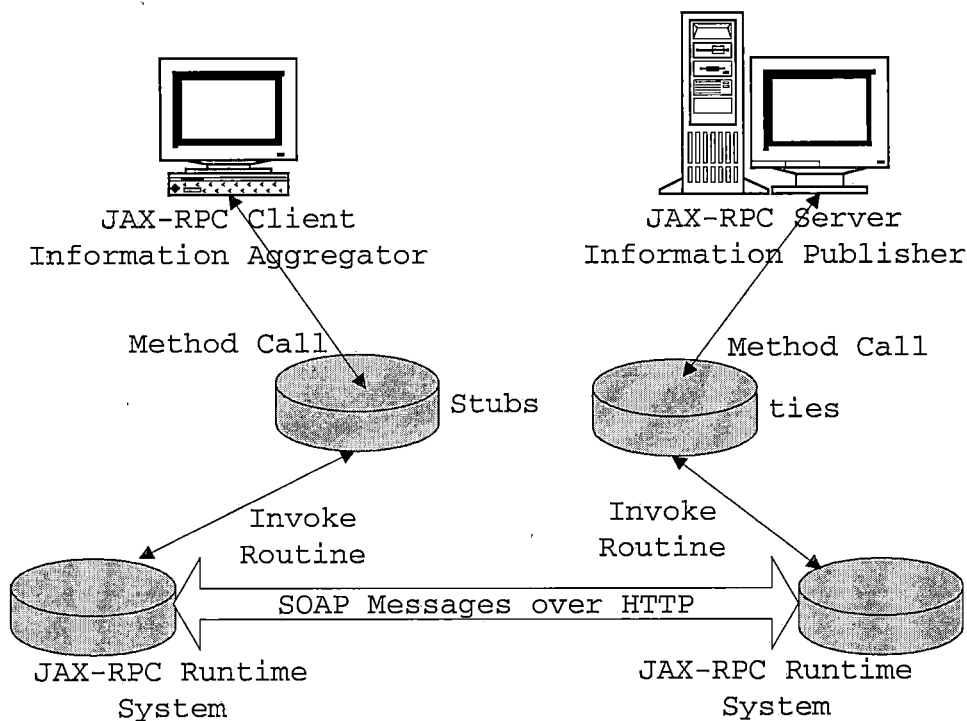 JAX-RPC Client
Information Aggregator
JAX-RPC Server
Information Publisher
Method Call
Stubs
Method Call
ties
Invoke
Routine
Invoke
Routine
SOAP Messages over HTTP
JAX-RPC Runtime
System
JAX-RPC Runtime
System